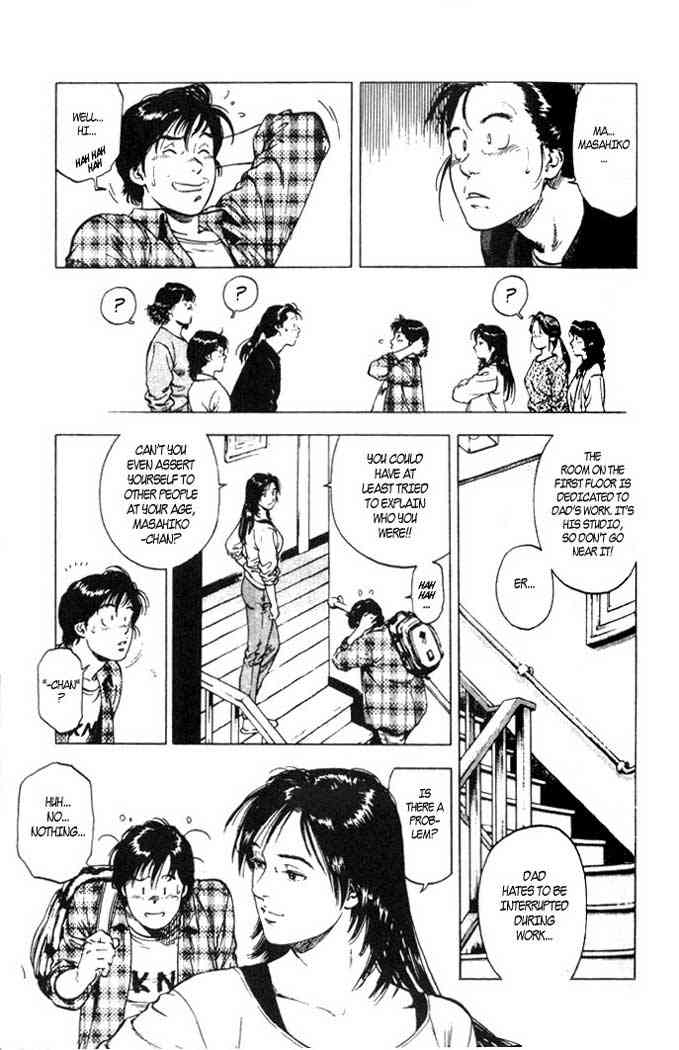 MA...
MASAHIKO
...
WELL...
HI...
HAH HAH
HAH
?
?
?
THE
ROOM ON THE
FIRST FLOOR IS
DEDICATED TO
DAD'S WORK. IT'S
HIS STUDIO,
SO DON'T GO
NEAR IT!
ER...
DAD
HATES TO BE
INTERRUPTED
DURING
WORK...
YOU COULD
HAVE AT
LEAST TRIED
TO EXPLAIN
WHO YOU
WERE!!
HAH
HAH
...
CAN'T YOU
EVEN ASSERT
YOURSELF TO
OTHER PEOPLE
AT YOUR AGE,
MASAHIKO
-CHAN?
"-CHAN"
?
KN
IS
THERE A
PROB-
LEM?
HUH...
NO...
NOTHING...
KN